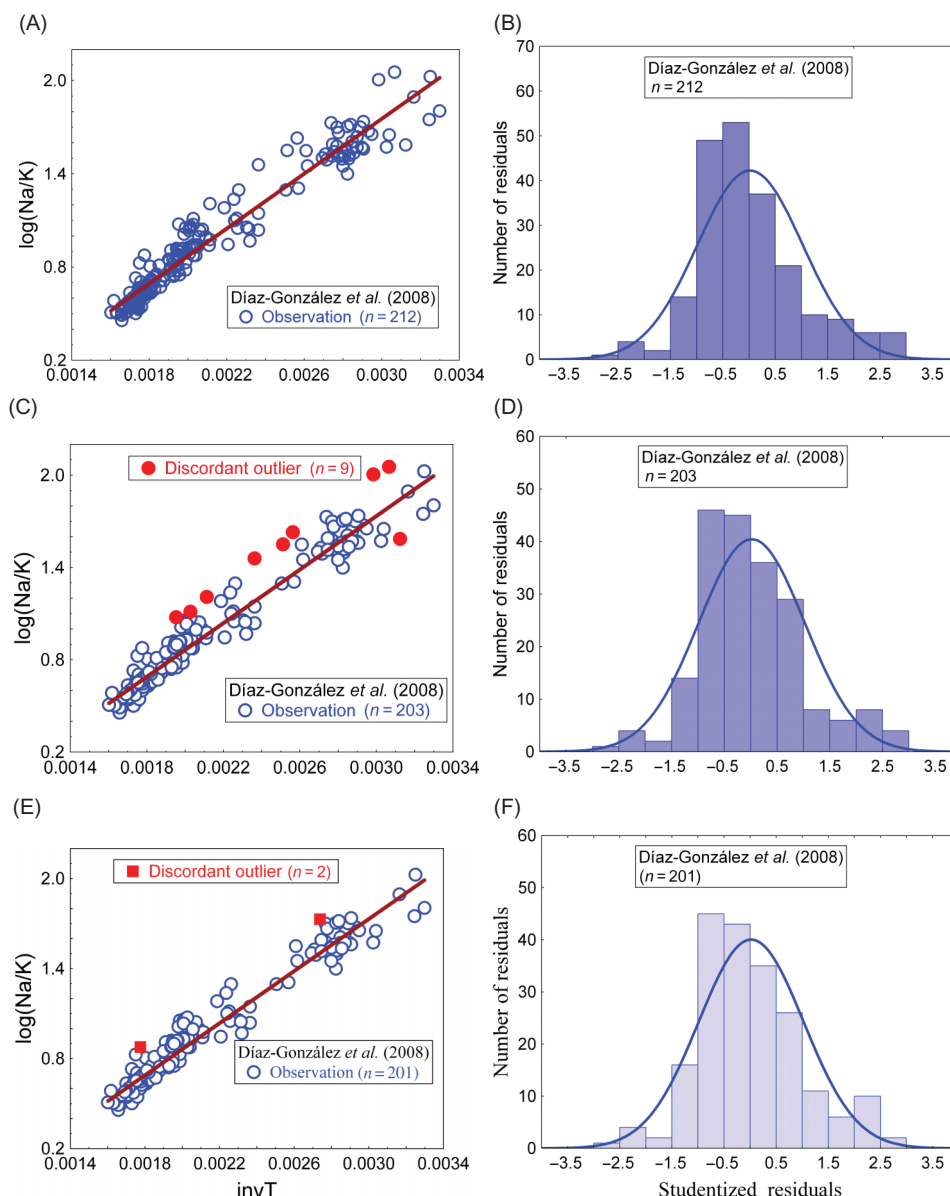 (A)
log(Na/K)
2.0
1.4
0.8
0.2
Díaz-González et al. (2008)
Observation (n = 212)
0.0014 0.0018 0.0022 0.0026 0.0030 0.0034
(B)
Number of residuals
70
60
50
40
30
20
10
0
Díaz-González et al. (2008)
n = 212
–3.5 –2.5 –1.5 –0.5 0.5 1.5 2.5 3.5
(C)
log(Na/K)
2.0
1.4
0.8
0.2
Discordant outlier (n = 9)
Díaz-González et al. (2008)
Observation (n = 203)
0.0014 0.0018 0.0022 0.0026 0.0030 0.0034
(D)
Number of residuals
60
50
40
30
20
10
0
Díaz-González et al. (2008)
n = 203
–3.5 –2.5 –1.5 –0.5 0.5 1.5 2.5 3.5
(E)
log(Na/K)
2.0
1.4
0.8
0.2
Discordant outlier (n = 2)
Díaz-González et al. (2008)
Observation (n = 201)
0.0014 0.0018 0.0022 0.0026 0.0030 0.0034
invT
(F)
Number of residuals
60
50
40
30
20
10
0
Díaz-González et al. (2008)
(n = 201)
–3.5 –2.5 –1.5 –0.5 0.5 1.5 2.5 3.5
Studentized residuals